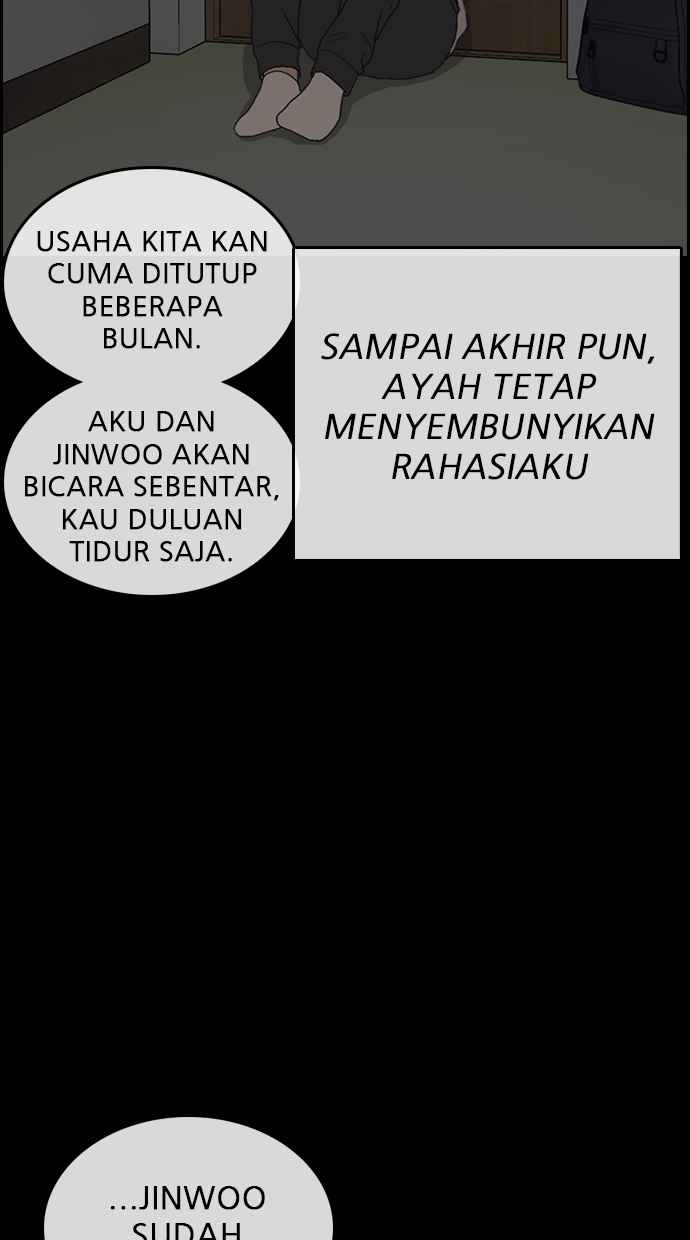 USAHA KITA KAN
CUMA DITUTUP
BEBERAPA
BULAN.
AKU DAN
JINWOO AKAN
BICARA SEBENTAR,
KAU DULUAN
TIDUR SAJA.
SAMPAI AKHIR PUN,
AYAH TETAP
MENYEMBUNYIKAN
RAHASIAKU
...JINWOO
SUDAH